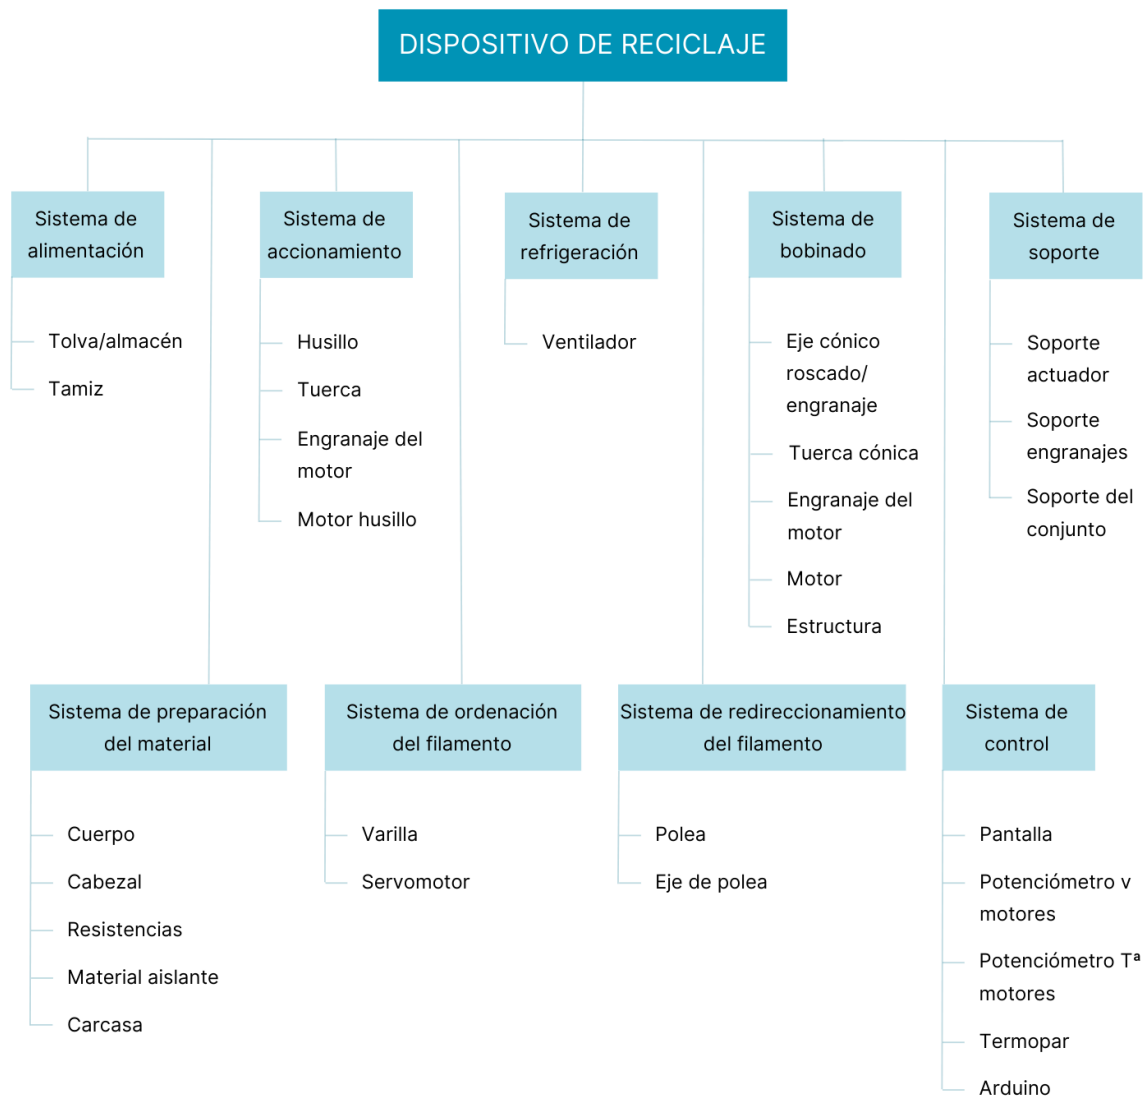 DISPOSITIVO DE RECICLAJE
Sistema de
alimentación
Tolva/almacén
Tamiz
Sistema de
accionamiento
Husillo
Tuerca
Engranaje del
motor
Motor husillo
Sistema de
refrigeración
Ventilador
Sistema de
bobinado
Eje cónico
roscado/
engranaje
Tuerca cónica
Engranaje del
motor
Motor
Estructura
Sistema de
soporte
Soporte
actuador
Soporte
engranajes
Soporte del
conjunto
Sistema de preparación
del material
Cuerpo
Cabezal
Resistencias
Material aislante
Carcasa
Sistema de ordenación
del filamento
Varilla
Servomotor
Sistema de redireccionamiento
del filamento
Polea
Eje de polea
Sistema de
control
Pantalla
Potenciómetro v
motores
Potenciómetro Tª
motores
Termopar
Arduino